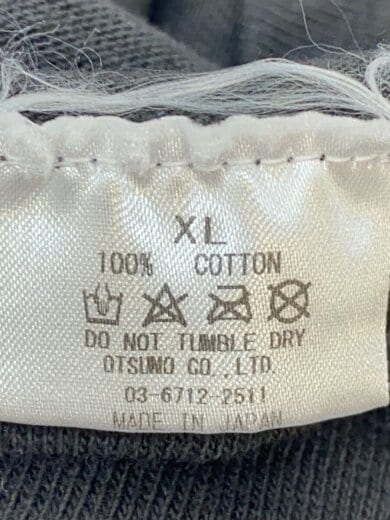 XL
100% COTTON
DO NOT TUMBLE DRY
OTSUMO CO.,LTD.
03-6712-2511
MADE IN JAPAN